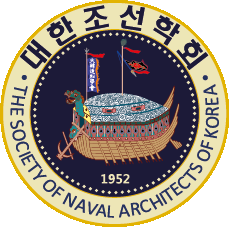 대한조선학회
· THE SOCIETY OF NAVAL ARCHITECTS OF KOREA ·
1952